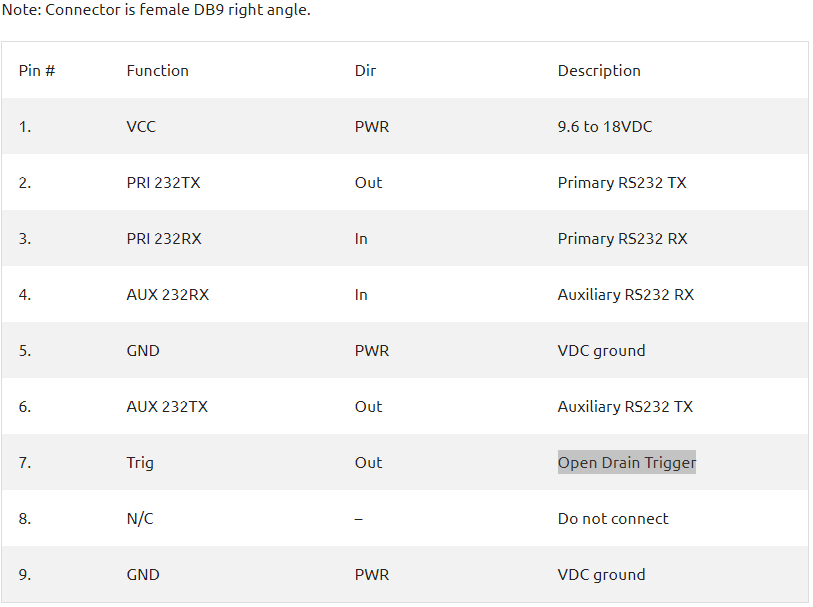 Note: Connector is female DB9 right angle.
Pin # Function Dir Description
1. VCC PWR 9.6 to 18VDC
2. PRI 232TX Out Primary RS232 TX
3. PRI 232RX In Primary RS232 RX
4. AUX 232RX In Auxiliary RS232 RX
5. GND PWR VDC ground
6. AUX 232TX Out Auxiliary RS232 TX
7. Trig Out Open Drain Trigger
8. N/C – Do not connect
9. GND PWR VDC ground